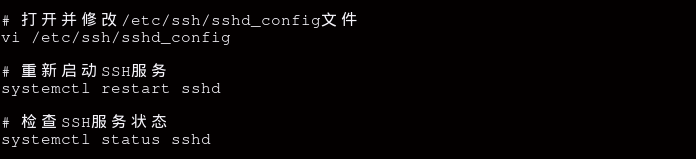 # 打开并修改/etc/ssh/sshd_config文件
vi /etc/ssh/sshd_config
# 重新启动SSH服务
systemctl restart sshd
# 检查SSH服务状态
systemctl status sshd